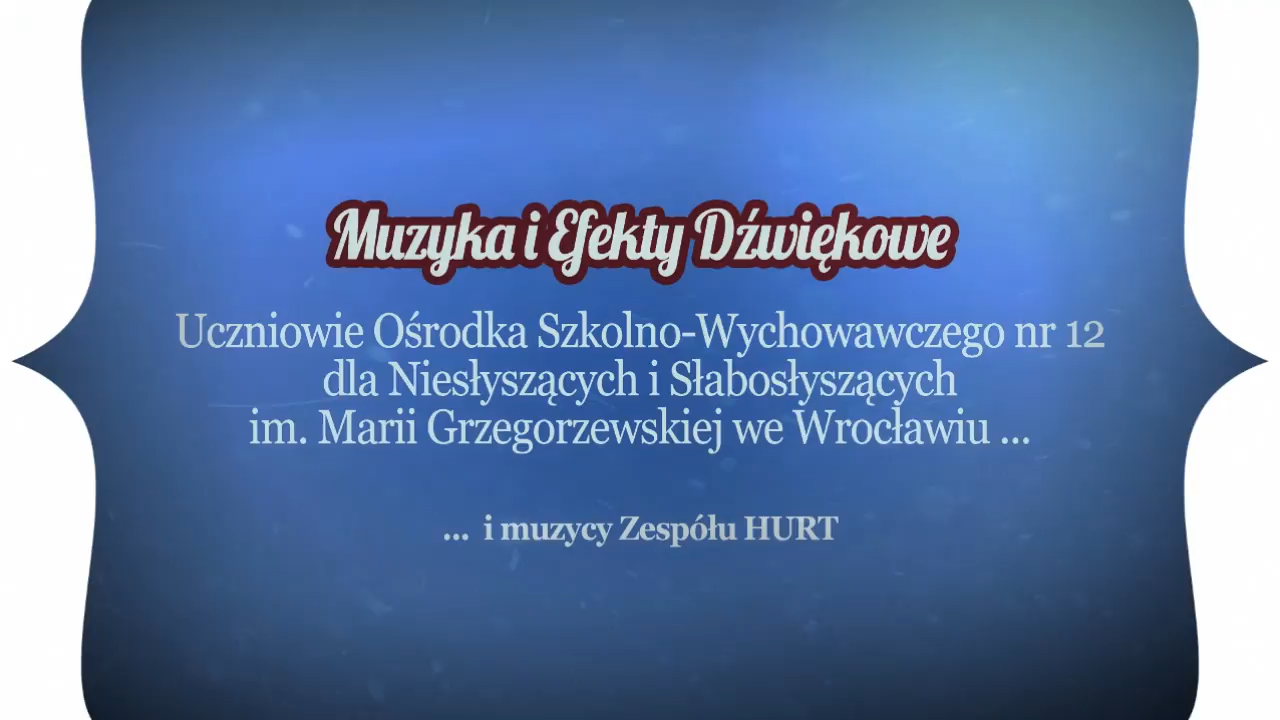 Muzyka i Efekty Dźwiękowe
Uczniowie Ośrodka Szkolno-Wychowawczego nr 12
dla Niesłyszących i Słabosłyszących
im. Marii Grzegorzewskiej we Wrocławiu ...
... i muzycy Zespółu HURT